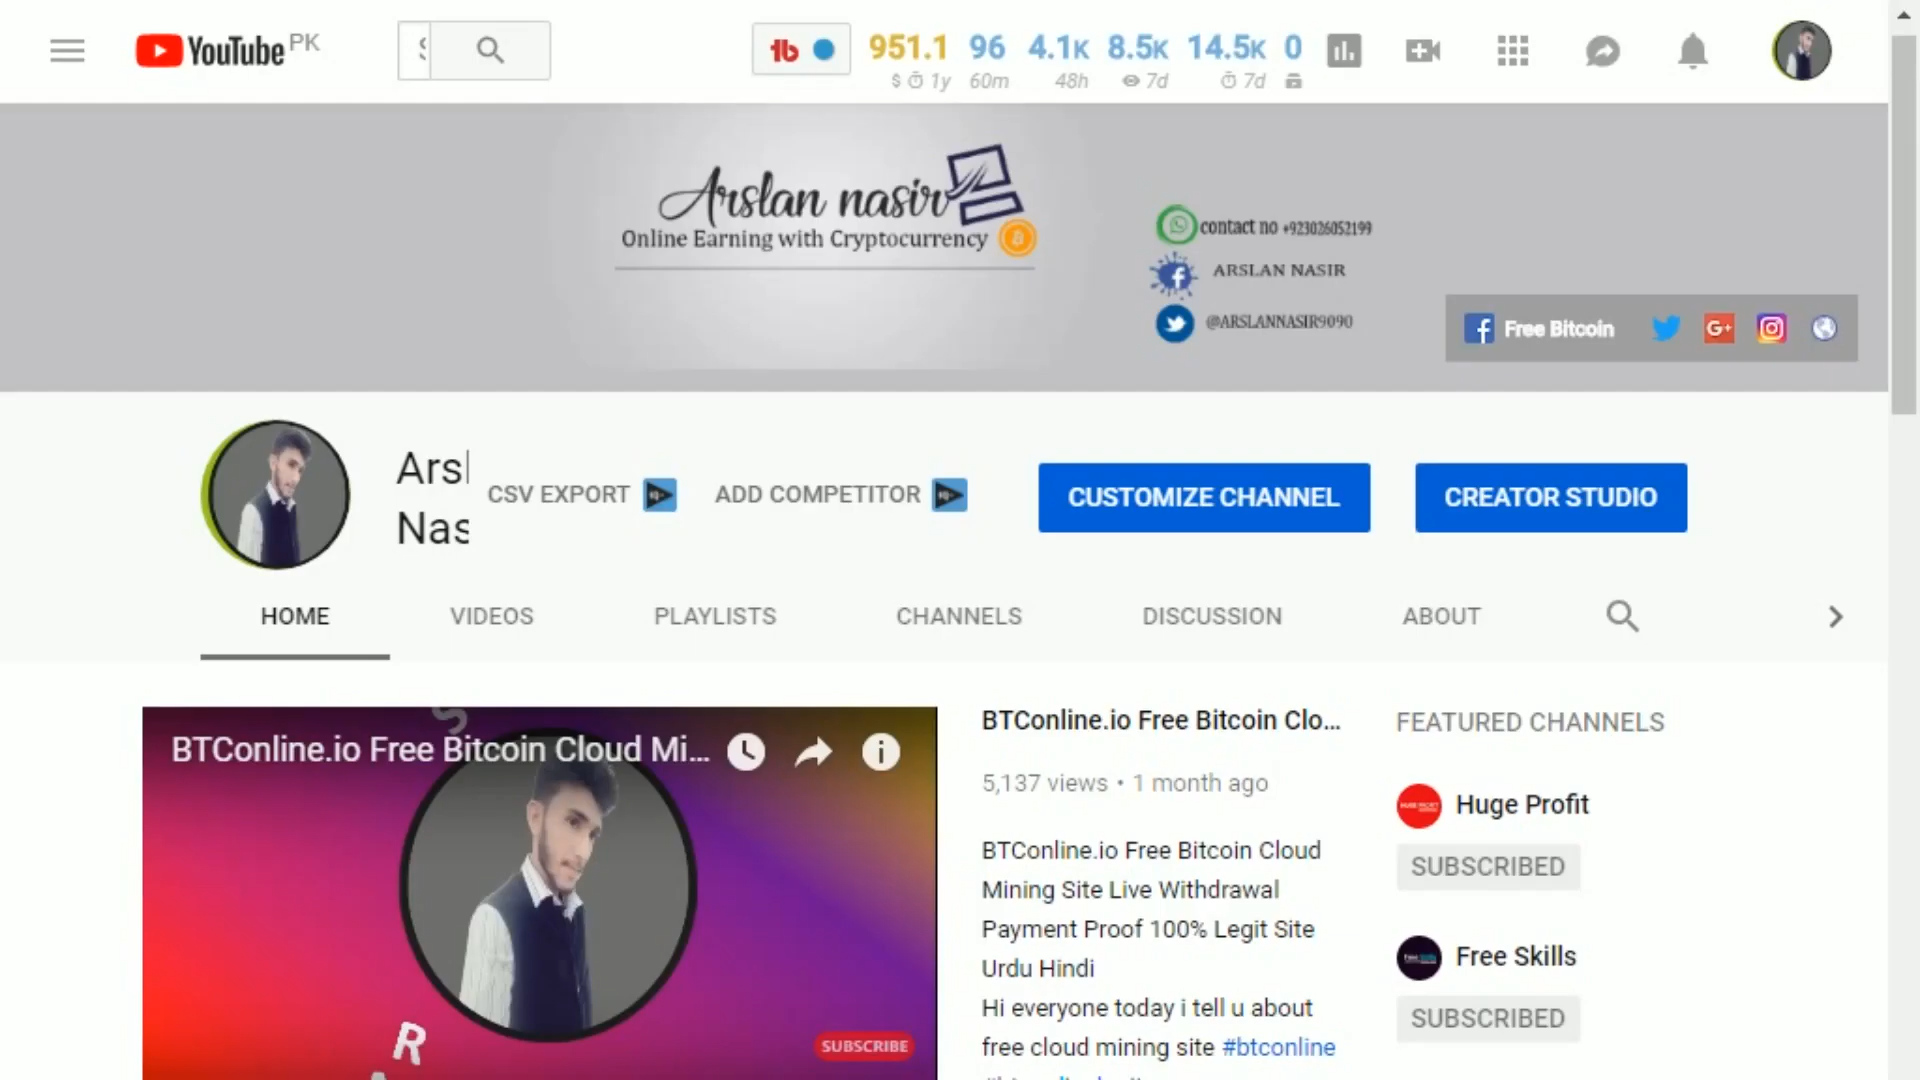 YouTube PK
951.1 96 4.1K 8.5K 14.5K 0
$ 1y 60m 48h 7d 7d
Arslan nasir
Online Earning with Cryptocurrency
contact no +923026052199
ARSLAN NASIR
@ARSLANNASIR9090
Free Bitcoin
G+
Arsl
Nas
CSV EXPORT
ADD COMPETITOR
CUSTOMIZE CHANNEL
CREATOR STUDIO
HOME VIDEOS PLAYLISTS CHANNELS DISCUSSION ABOUT
BTConline.io Free Bitcoin Cloud Mi...
S
R
SUBSCRIBE
BTConline.io Free Bitcoin Clo...
5,137 views • 1 month ago
BTConline.io Free Bitcoin Cloud
Mining Site Live Withdrawal
Payment Proof 100% Legit Site
Urdu Hindi
Hi everyone today i tell u about
free cloud mining site #btconline
FEATURED CHANNELS
Huge Profit
SUBSCRIBED
Free Skills
SUBSCRIBED